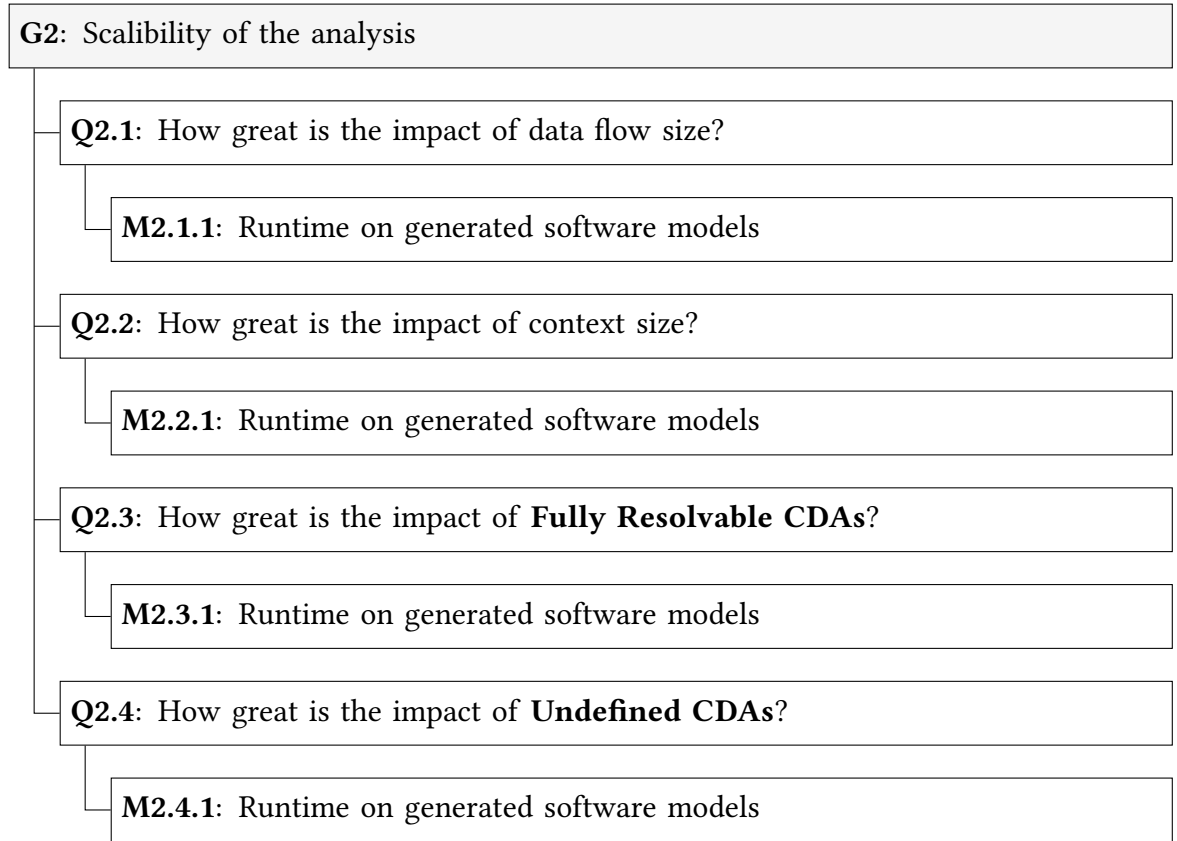 G2: Scalibility of the analysis
Q2.1: How great is the impact of data flow size?
M2.1.1: Runtime on generated software models
Q2.2: How great is the impact of context size?
M2.2.1: Runtime on generated software models
Q2.3: How great is the impact of Fully Resolvable CDAs?
M2.3.1: Runtime on generated software models
Q2.4: How great is the impact of Undefined CDAs?
M2.4.1: Runtime on generated software models